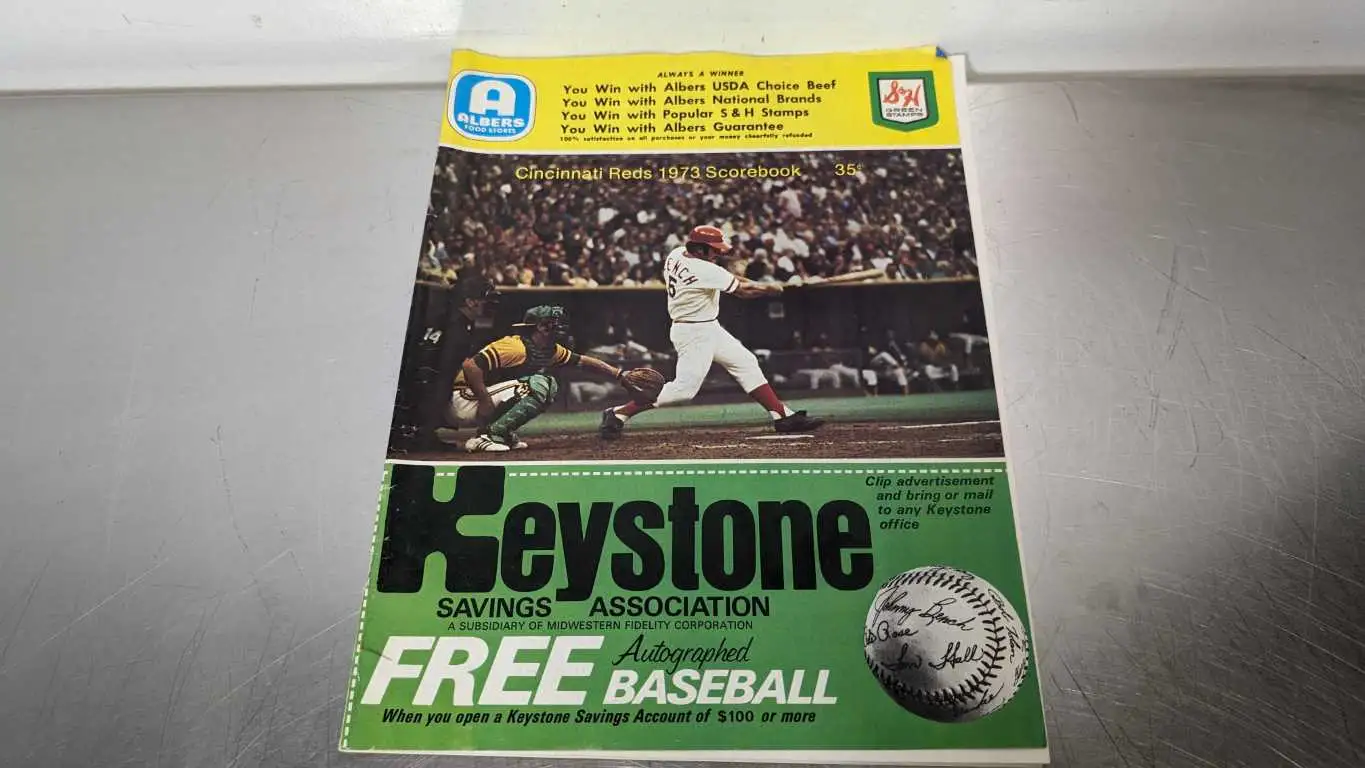 ALWAYS A WINNER
You Win with Albers USDA Choice Beef
You Win with Albers National Brands
You Win with Popular S & H Stamps
You Win with Albers Guarantee
100% satisfaction on all purchases or your money cheerfully refunded
A
ALBERS
FOOD STORES
S&H
GREEN
STAMPS
Cincinnati Reds 1973 Scorebook 35¢
ENCH
5
14
Keystone
SAVINGS ASSOCIATION
A SUBSIDIARY OF MIDWESTERN FIDELITY CORPORATION
Clip advertisement
and bring or mail
to any Keystone
office
FREE Autographed
BASEBALL
When you open a Keystone Savings Account of $100 or more
Johnny Bench
Rose
Tom Hall